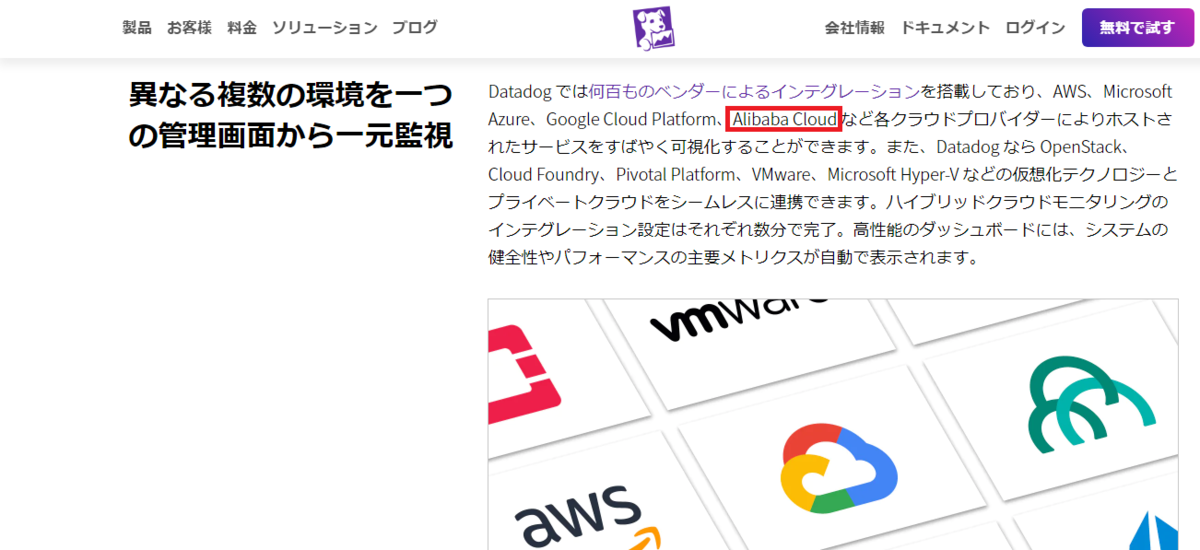 製品 お客様 料金 ソリューション ブログ 会社情報 ドキュメント ログイン 無料で試す
異なる複数の環境を一つ
の管理画面から一元監視
Datadog では何百ものベンダーによるインテグレーションを搭載しており、AWS、Microsoft
Azure、Google Cloud Platform、Alibaba Cloud など各クラウドプロバイダーによりホストさ
れたサービスをすばやく可視化することができます。また、Datadog なら OpenStack、
Cloud Foundry、Pivotal Platform、VMware、Microsoft Hyper-V などの仮想化テクノロジーと
プライベートクラウドをシームレスに連携できます。ハイブリッドクラウドモニタリングの
インテグレーション設定はそれぞれ数分で完了。高性能のダッシュボードには、システムの
健全性やパフォーマンスの主要メトリクスが自動で表示されます。
vmware
aws